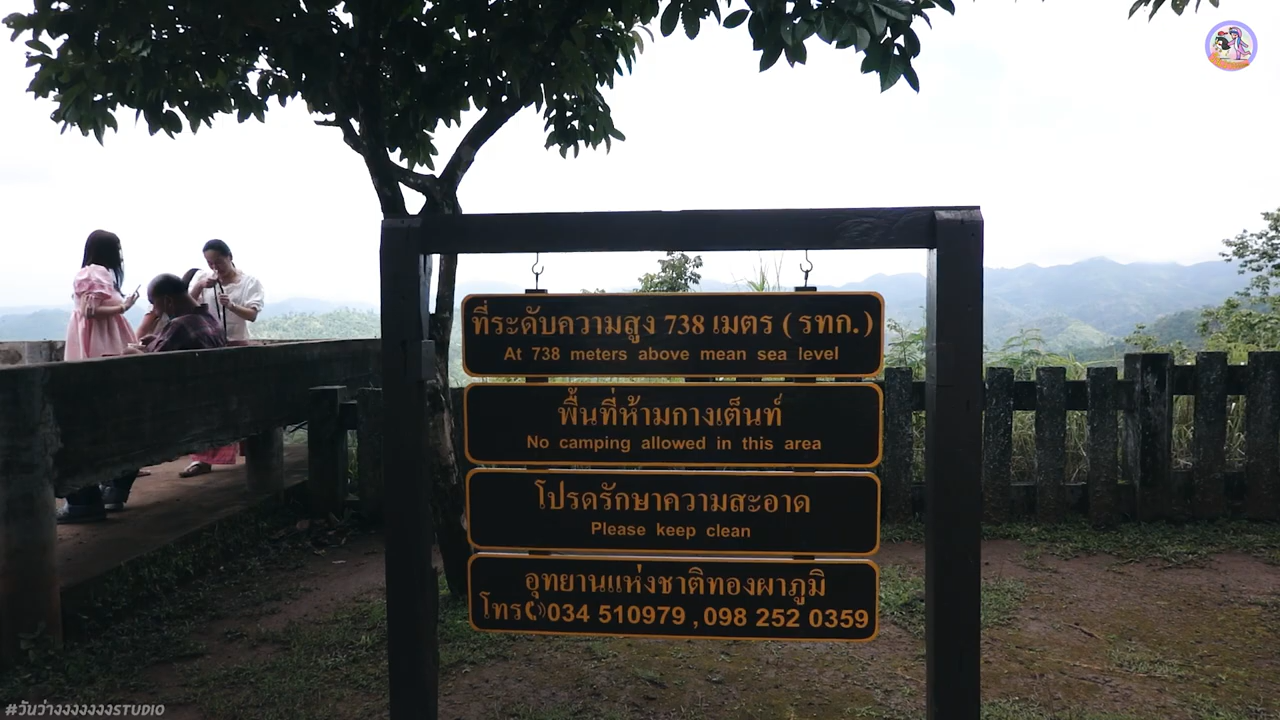 ที่ระดับความสูง 738 เมตร ( รทก. )
At 738 meters above mean sea level
พื้นที่ห้ามกางเต็นท์
No camping allowed in this area
โปรดรักษาความสะอาด
Please keep clean
อุทยานแห่งชาติทองผาภูมิ
โทร 034 510979 , 098 252 0359
#วันว่างงงงงงงSTUDIO